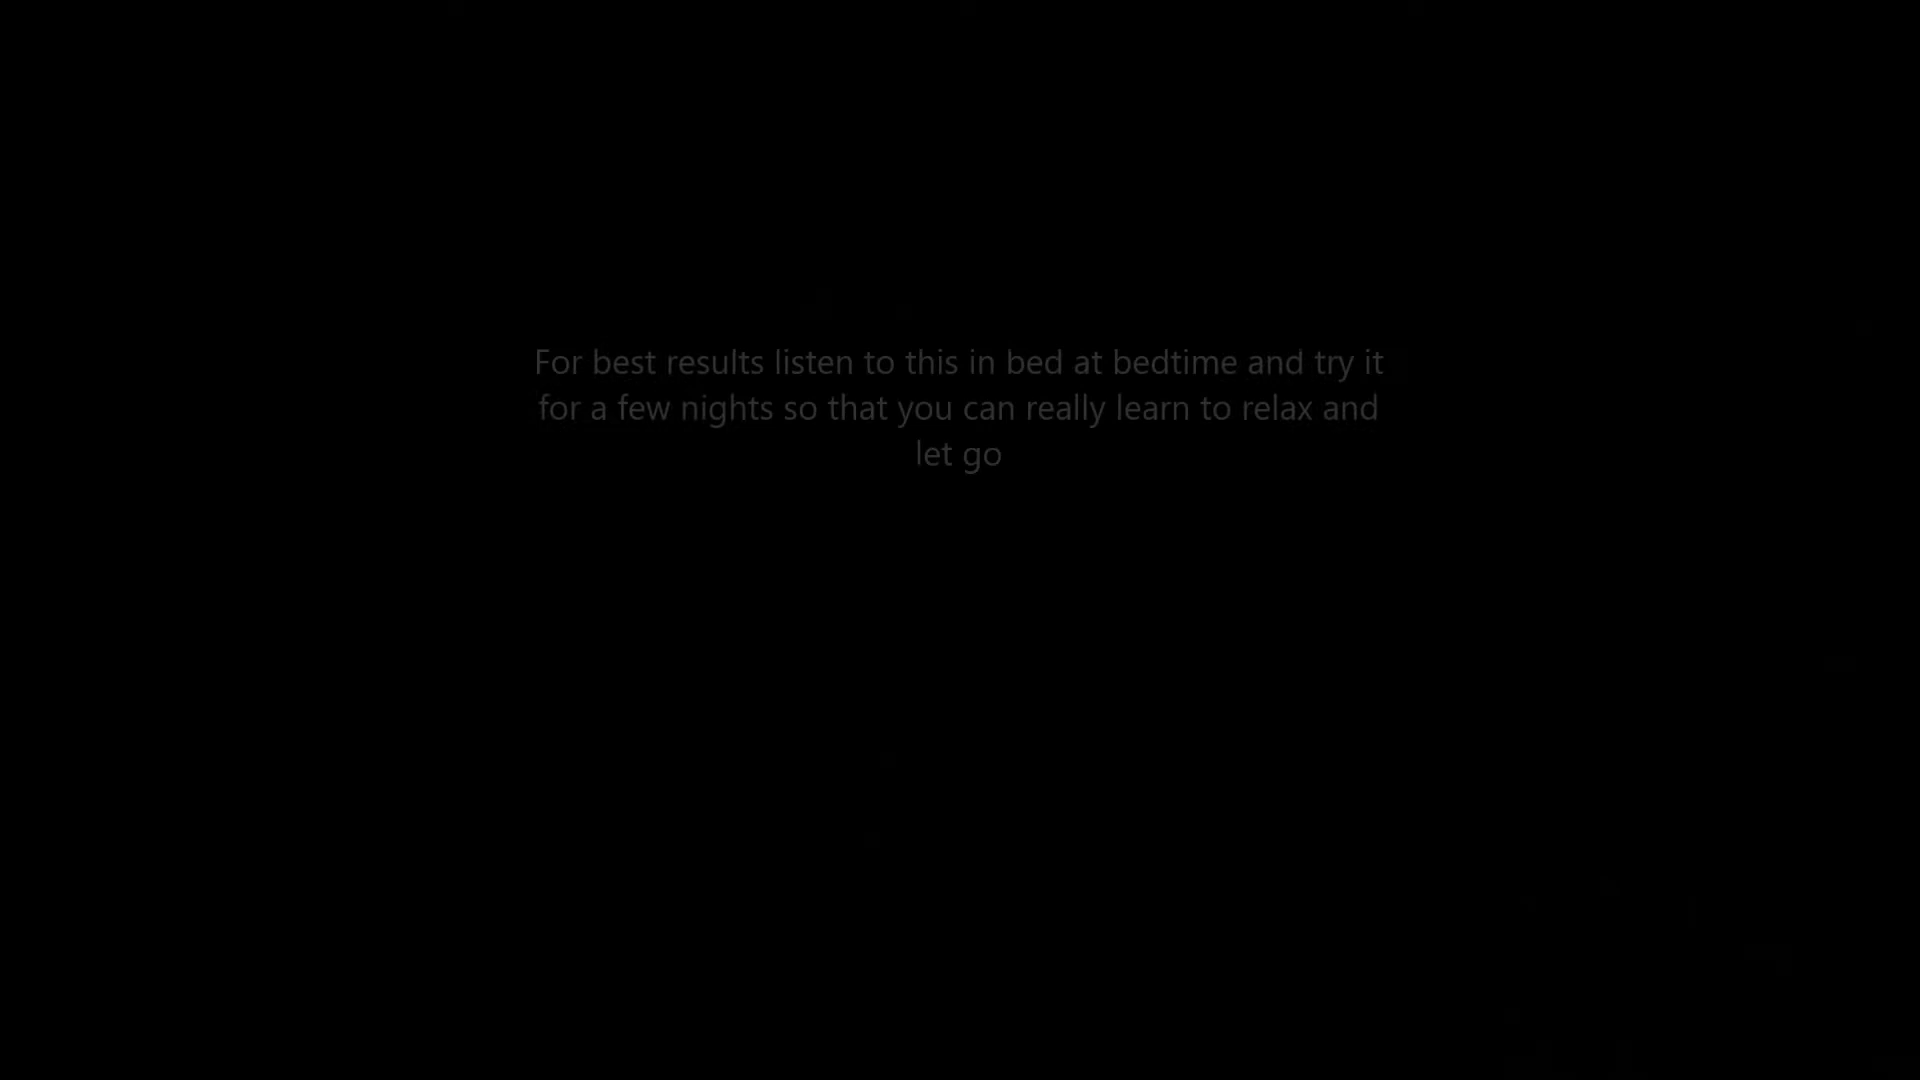 For best results listen to this in bed at bedtime and try it
for a few nights so that you can really learn to relax and
let go